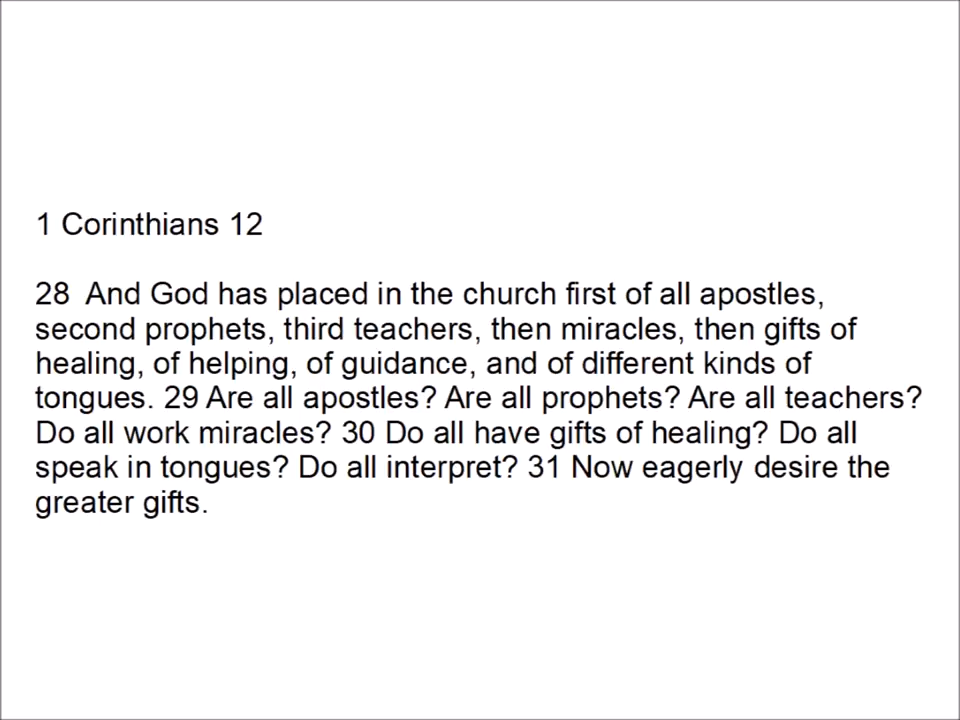 1 Corinthians 12
28  And God has placed in the church first of all apostles,
second prophets, third teachers, then miracles, then gifts of
healing, of helping, of guidance, and of different kinds of
tongues. 29 Are all apostles? Are all prophets? Are all teachers?
Do all work miracles? 30 Do all have gifts of healing? Do all
speak in tongues? Do all interpret? 31 Now eagerly desire the
greater gifts.